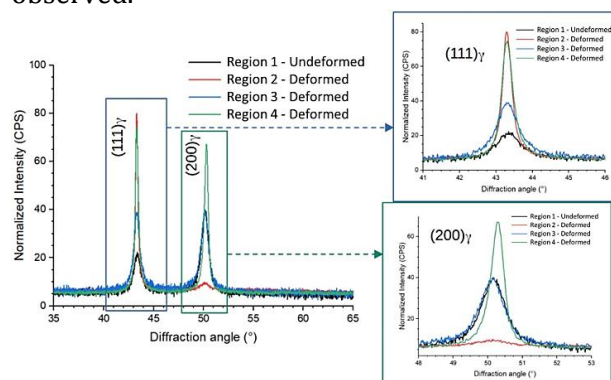 observed.
Region 1 - Undeformed
Region 2 - Deformed
Region 3 - Deformed
Region 4 - Deformed
Normalized Intensity (CPS)
100
80
60
40
20
0
(111)γ
(200)γ
35 40 45 50 55 60 65
Diffraction angle (°)
Region 1 - Undeformed
Region 2 - Deformed
Region 3 - Deformed
Region 4 - Deformed
(111)γ
Normalized Intensity (CPS)
80
60
40
20
0
41 42 43 44 45 46
Diffraction angle (°)
Region 1 - Undeformed
Region 2 - Deformed
Region 3 - Deformed
Region 4 - Deformed
(200)γ
Normalized Intensity (CPS)
60
40
20
48 49 50 51 52 53
Diffraction angle (°)